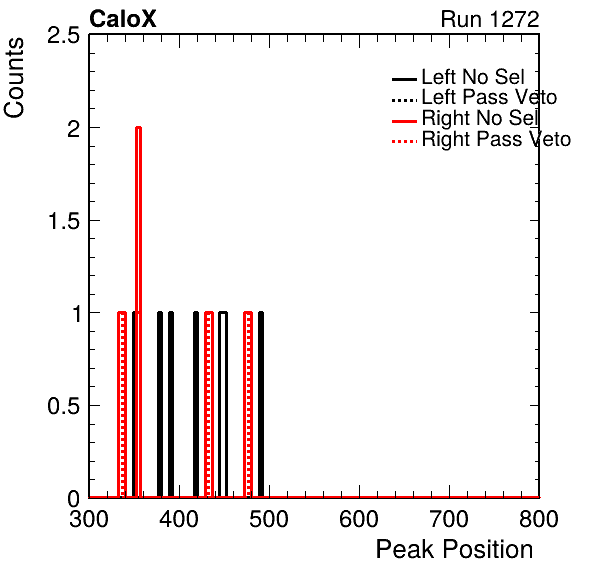 CaloX Run 1272
Counts
2.5
2
1.5
1
0.5
0
Left No Sel
Left Pass Veto
Right No Sel
Right Pass Veto
300 400 500 600 700 800
Peak Position